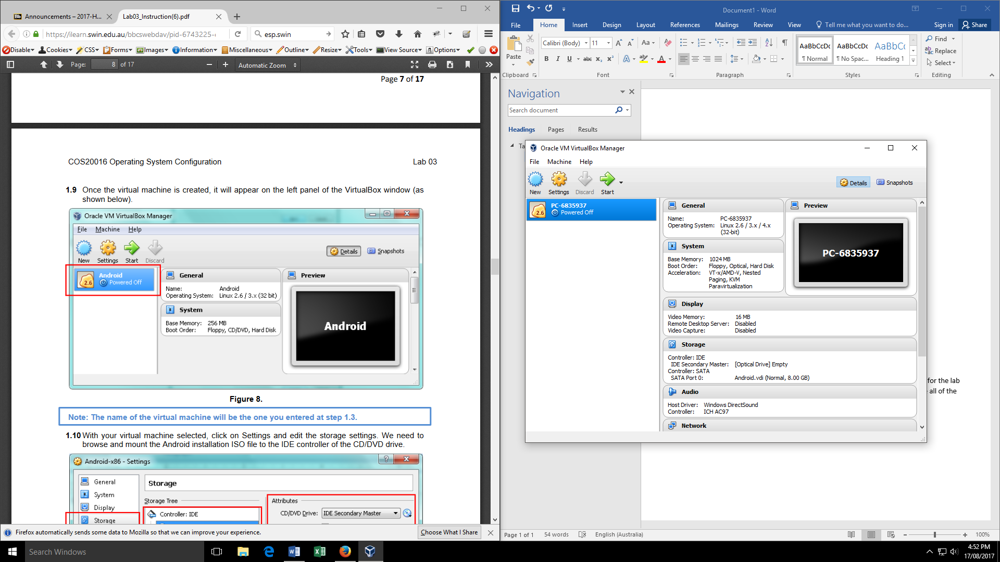 Announcements – 2017-H...
Lab03_Instruction(6).pdf
https://ilearn.swin.edu.au/bbcswebdav/pid-6743225-
esp.swin
Disable
Cookies
CSS
Forms
Images
Information
Miscellaneous
Outline
Resize
Tools
View Source
Options
Page:
8
of 17
Automatic Zoom
Page 7 of 17
COS20016 Operating System Configuration
Lab 03
1.9 Once the virtual machine is created, it will appear on the left panel of the VirtualBox window (as
shown below).
Oracle VM VirtualBox Manager
File Machine Help
New Settings Start Discard
Details
Snapshots
Android
Powered Off
2.6
General
Name: Android
Operating System: Linux 2.6 / 3.x (32 bit)
System
Base Memory: 256 MB
Boot Order: Floppy, CD/DVD, Hard Disk
Preview
Android
Figure 8.
Note: The name of the virtual machine will be the one you entered at step 1.3.
1.10 With your virtual machine selected, click on Settings and edit the storage settings. We need to
browse and mount the Android installation ISO file to the IDE controller of the CD/DVD drive.
Android-x86 - Settings
General
System
Display
Storage
Storage
Storage Tree
Controller: IDE
Attributes
CD/DVD Drive: IDE Secondary Master
Firefox automatically sends some data to Mozilla so that we can improve your experience.
Choose What I Share
Document1 - Word
File Home Insert Design Layout References Mailings Review View Tell me what you want to do...
Sign in Share
Paste
Calibri (Body) 11
Aa
B I U abc x₂ x²
AaBbCcDc AaBbCcDc AaBbCc
¶ Normal ¶ No Spac... Heading 1
Find
Replace
Select
Clipboard Font Paragraph Styles Editing
Navigation
Search document
Headings Pages Results
Ta
Oracle VM VirtualBox Manager
File Machine Help
New Settings Discard Start
Details
Snapshots
2.6
PC-6835937
Powered Off
General
Name: PC-6835937
Operating System: Linux 2.6 / 3.x / 4.x
(32-bit)
System
Base Memory: 1024 MB
Boot Order: Floppy, Optical, Hard Disk
Acceleration: VT-x/AMD-V, Nested
Paging, KVM
Paravirtualization
Preview
PC-6835937
Display
Video Memory: 16 MB
Remote Desktop Server: Disabled
Video Capture: Disabled
Storage
Controller: IDE
IDE Secondary Master: [Optical Drive] Empty
Controller: SATA
SATA Port 0: Android.vdi (Normal, 8.00 GB)
Audio
Host Driver: Windows DirectSound
Controller: ICH AC97
Network
for the lab
all of the
Page 1 of 1 54 words English (Australia)
100%
Search Windows
4:52 PM
17/08/2017